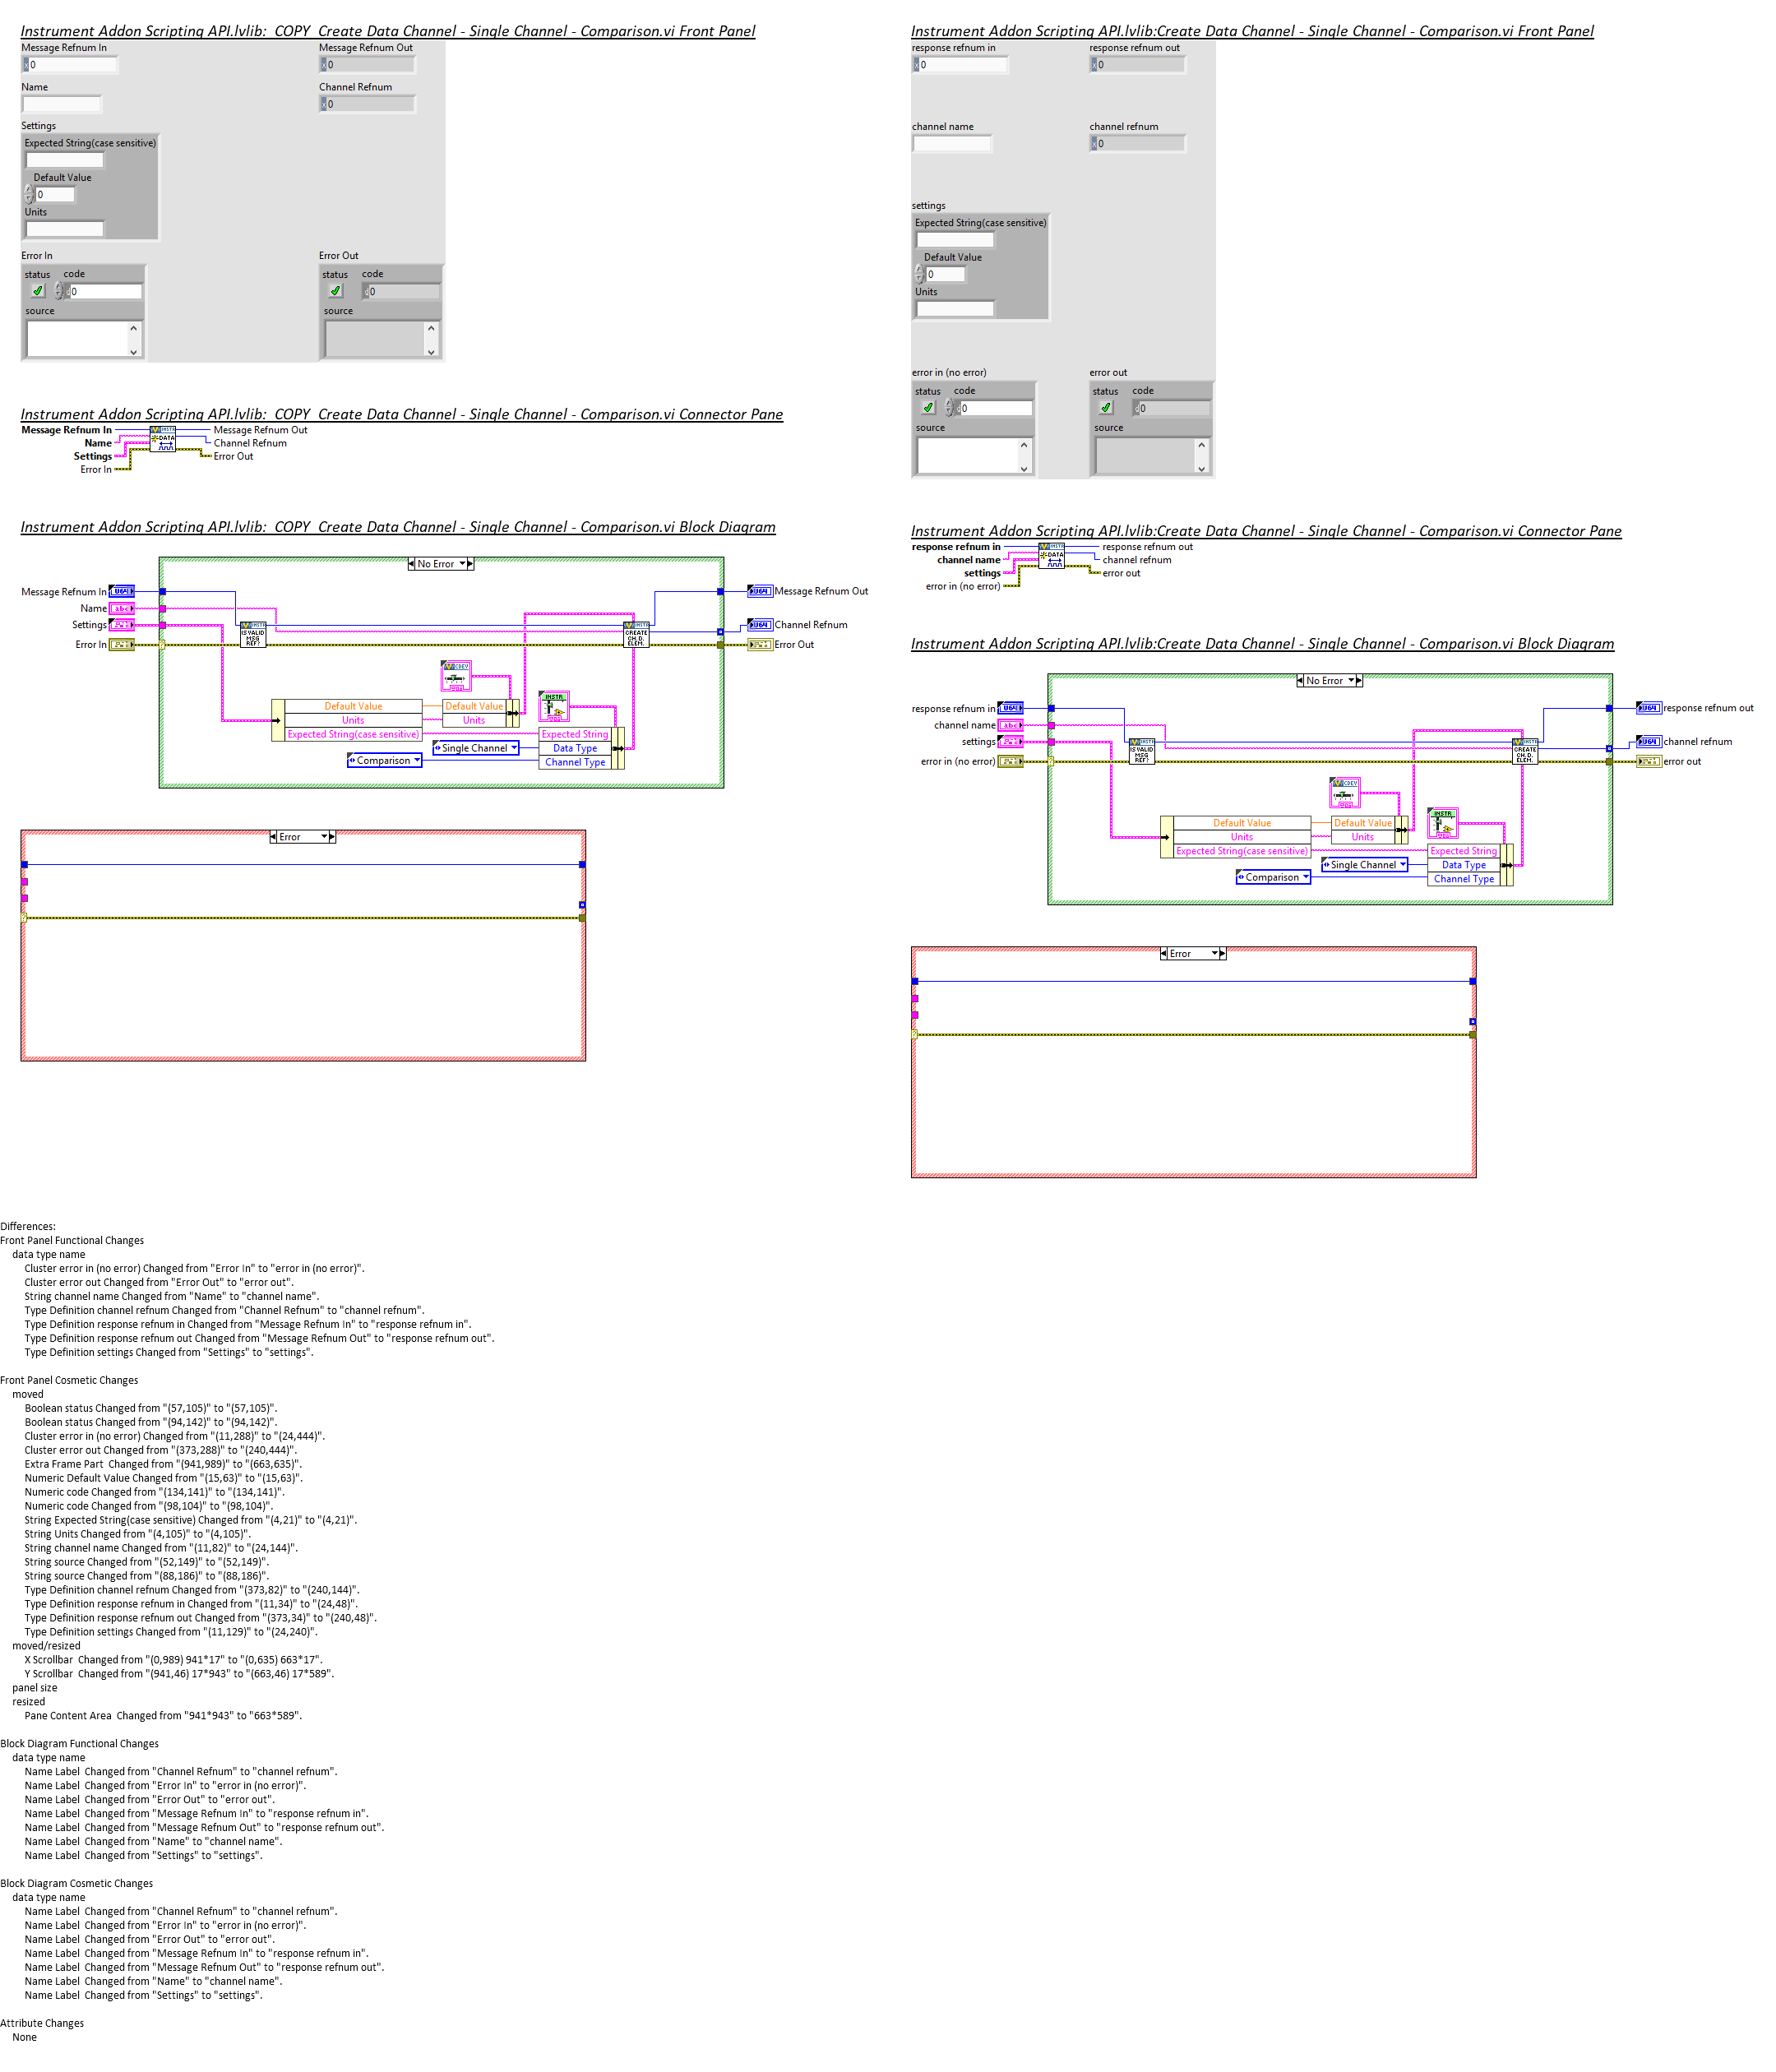 Instrument Addon Scripting API.lvlib:  COPY  Create Data Channel - Single Channel - Comparison.vi Front Panel
Message Refnum In
Message Refnum Out
x 0
x 0
Name
Channel Refnum
x 0
Settings
Expected String(case sensitive)
Default Value
0
Units
Error In
Error Out
status code
status code
d 0
d 0
source
source
Instrument Addon Scripting API.lvlib:  COPY  Create Data Channel - Single Channel - Comparison.vi Connector Pane
Message Refnum In
Name
Settings
Error In
INSTR
DATA
Message Refnum Out
Channel Refnum
Error Out
Instrument Addon Scripting API.lvlib:  COPY  Create Data Channel - Single Channel - Comparison.vi Block Diagram
No Error
Message Refnum In
U64
U64
Message Refnum Out
Name
abc
Settings
U64
Channel Refnum
Error In
Error Out
INSTR
IS VALID
MSG
REF?
INSTR
CREATE
CH. D.
ELEM.
CDEV
INSTR
Default Value
Default Value
Units
Units
Expected String(case sensitive)
Expected String
Single Channel
Data Type
Comparison
Channel Type
Error
Instrument Addon Scripting API.lvlib:Create Data Channel - Single Channel - Comparison.vi Front Panel
response refnum in
response refnum out
x 0
x 0
channel name
channel refnum
x 0
settings
Expected String(case sensitive)
Default Value
0
Units
error in (no error)
error out
status code
status code
d 0
d 0
source
source
Instrument Addon Scripting API.lvlib:Create Data Channel - Single Channel - Comparison.vi Connector Pane
response refnum in
channel name
settings
error in (no error)
INSTR
DATA
response refnum out
channel refnum
error out
Instrument Addon Scripting API.lvlib:Create Data Channel - Single Channel - Comparison.vi Block Diagram
No Error
response refnum in
U64
U64
response refnum out
channel name
abc
settings
U64
channel refnum
error in (no error)
error out
INSTR
IS VALID
MSG
REF?
INSTR
CREATE
CH. D.
ELEM.
CDEV
INSTR
Default Value
Default Value
Units
Units
Expected String(case sensitive)
Expected String
Single Channel
Data Type
Comparison
Channel Type
Error
Differences:
Front Panel Functional Changes
data type name
Cluster error in (no error) Changed from "Error In" to "error in (no error)".
Cluster error out Changed from "Error Out" to "error out".
String channel name Changed from "Name" to "channel name".
Type Definition channel refnum Changed from "Channel Refnum" to "channel refnum".
Type Definition response refnum in Changed from "Message Refnum In" to "response refnum in".
Type Definition response refnum out Changed from "Message Refnum Out" to "response refnum out".
Type Definition settings Changed from "Settings" to "settings".
Front Panel Cosmetic Changes
moved
Boolean status Changed from "(57,105)" to "(57,105)".
Boolean status Changed from "(94,142)" to "(94,142)".
Cluster error in (no error) Changed from "(11,288)" to "(24,444)".
Cluster error out Changed from "(373,288)" to "(240,444)".
Extra Frame Part  Changed from "(941,989)" to "(663,635)".
Numeric Default Value Changed from "(15,63)" to "(15,63)".
Numeric code Changed from "(134,141)" to "(134,141)".
Numeric code Changed from "(98,104)" to "(98,104)".
String Expected String(case sensitive) Changed from "(4,21)" to "(4,21)".
String Units Changed from "(4,105)" to "(4,105)".
String channel name Changed from "(11,82)" to "(24,144)".
String source Changed from "(52,149)" to "(52,149)".
String source Changed from "(88,186)" to "(88,186)".
Type Definition channel refnum Changed from "(373,82)" to "(240,144)".
Type Definition response refnum in Changed from "(11,34)" to "(24,48)".
Type Definition response refnum out Changed from "(373,34)" to "(240,48)".
Type Definition settings Changed from "(11,129)" to "(24,240)".
moved/resized
X Scrollbar  Changed from "(0,989) 941*17" to "(0,635) 663*17".
Y Scrollbar  Changed from "(941,46) 17*943" to "(663,46) 17*589".
panel size
resized
Pane Content Area  Changed from "941*943" to "663*589".
Block Diagram Functional Changes
data type name
Name Label  Changed from "Channel Refnum" to "channel refnum".
Name Label  Changed from "Error In" to "error in (no error)".
Name Label  Changed from "Error Out" to "error out".
Name Label  Changed from "Message Refnum In" to "response refnum in".
Name Label  Changed from "Message Refnum Out" to "response refnum out".
Name Label  Changed from "Name" to "channel name".
Name Label  Changed from "Settings" to "settings".
Block Diagram Cosmetic Changes
data type name
Name Label  Changed from "Channel Refnum" to "channel refnum".
Name Label  Changed from "Error In" to "error in (no error)".
Name Label  Changed from "Error Out" to "error out".
Name Label  Changed from "Message Refnum In" to "response refnum in".
Name Label  Changed from "Message Refnum Out" to "response refnum out".
Name Label  Changed from "Name" to "channel name".
Name Label  Changed from "Settings" to "settings".
Attribute Changes
None